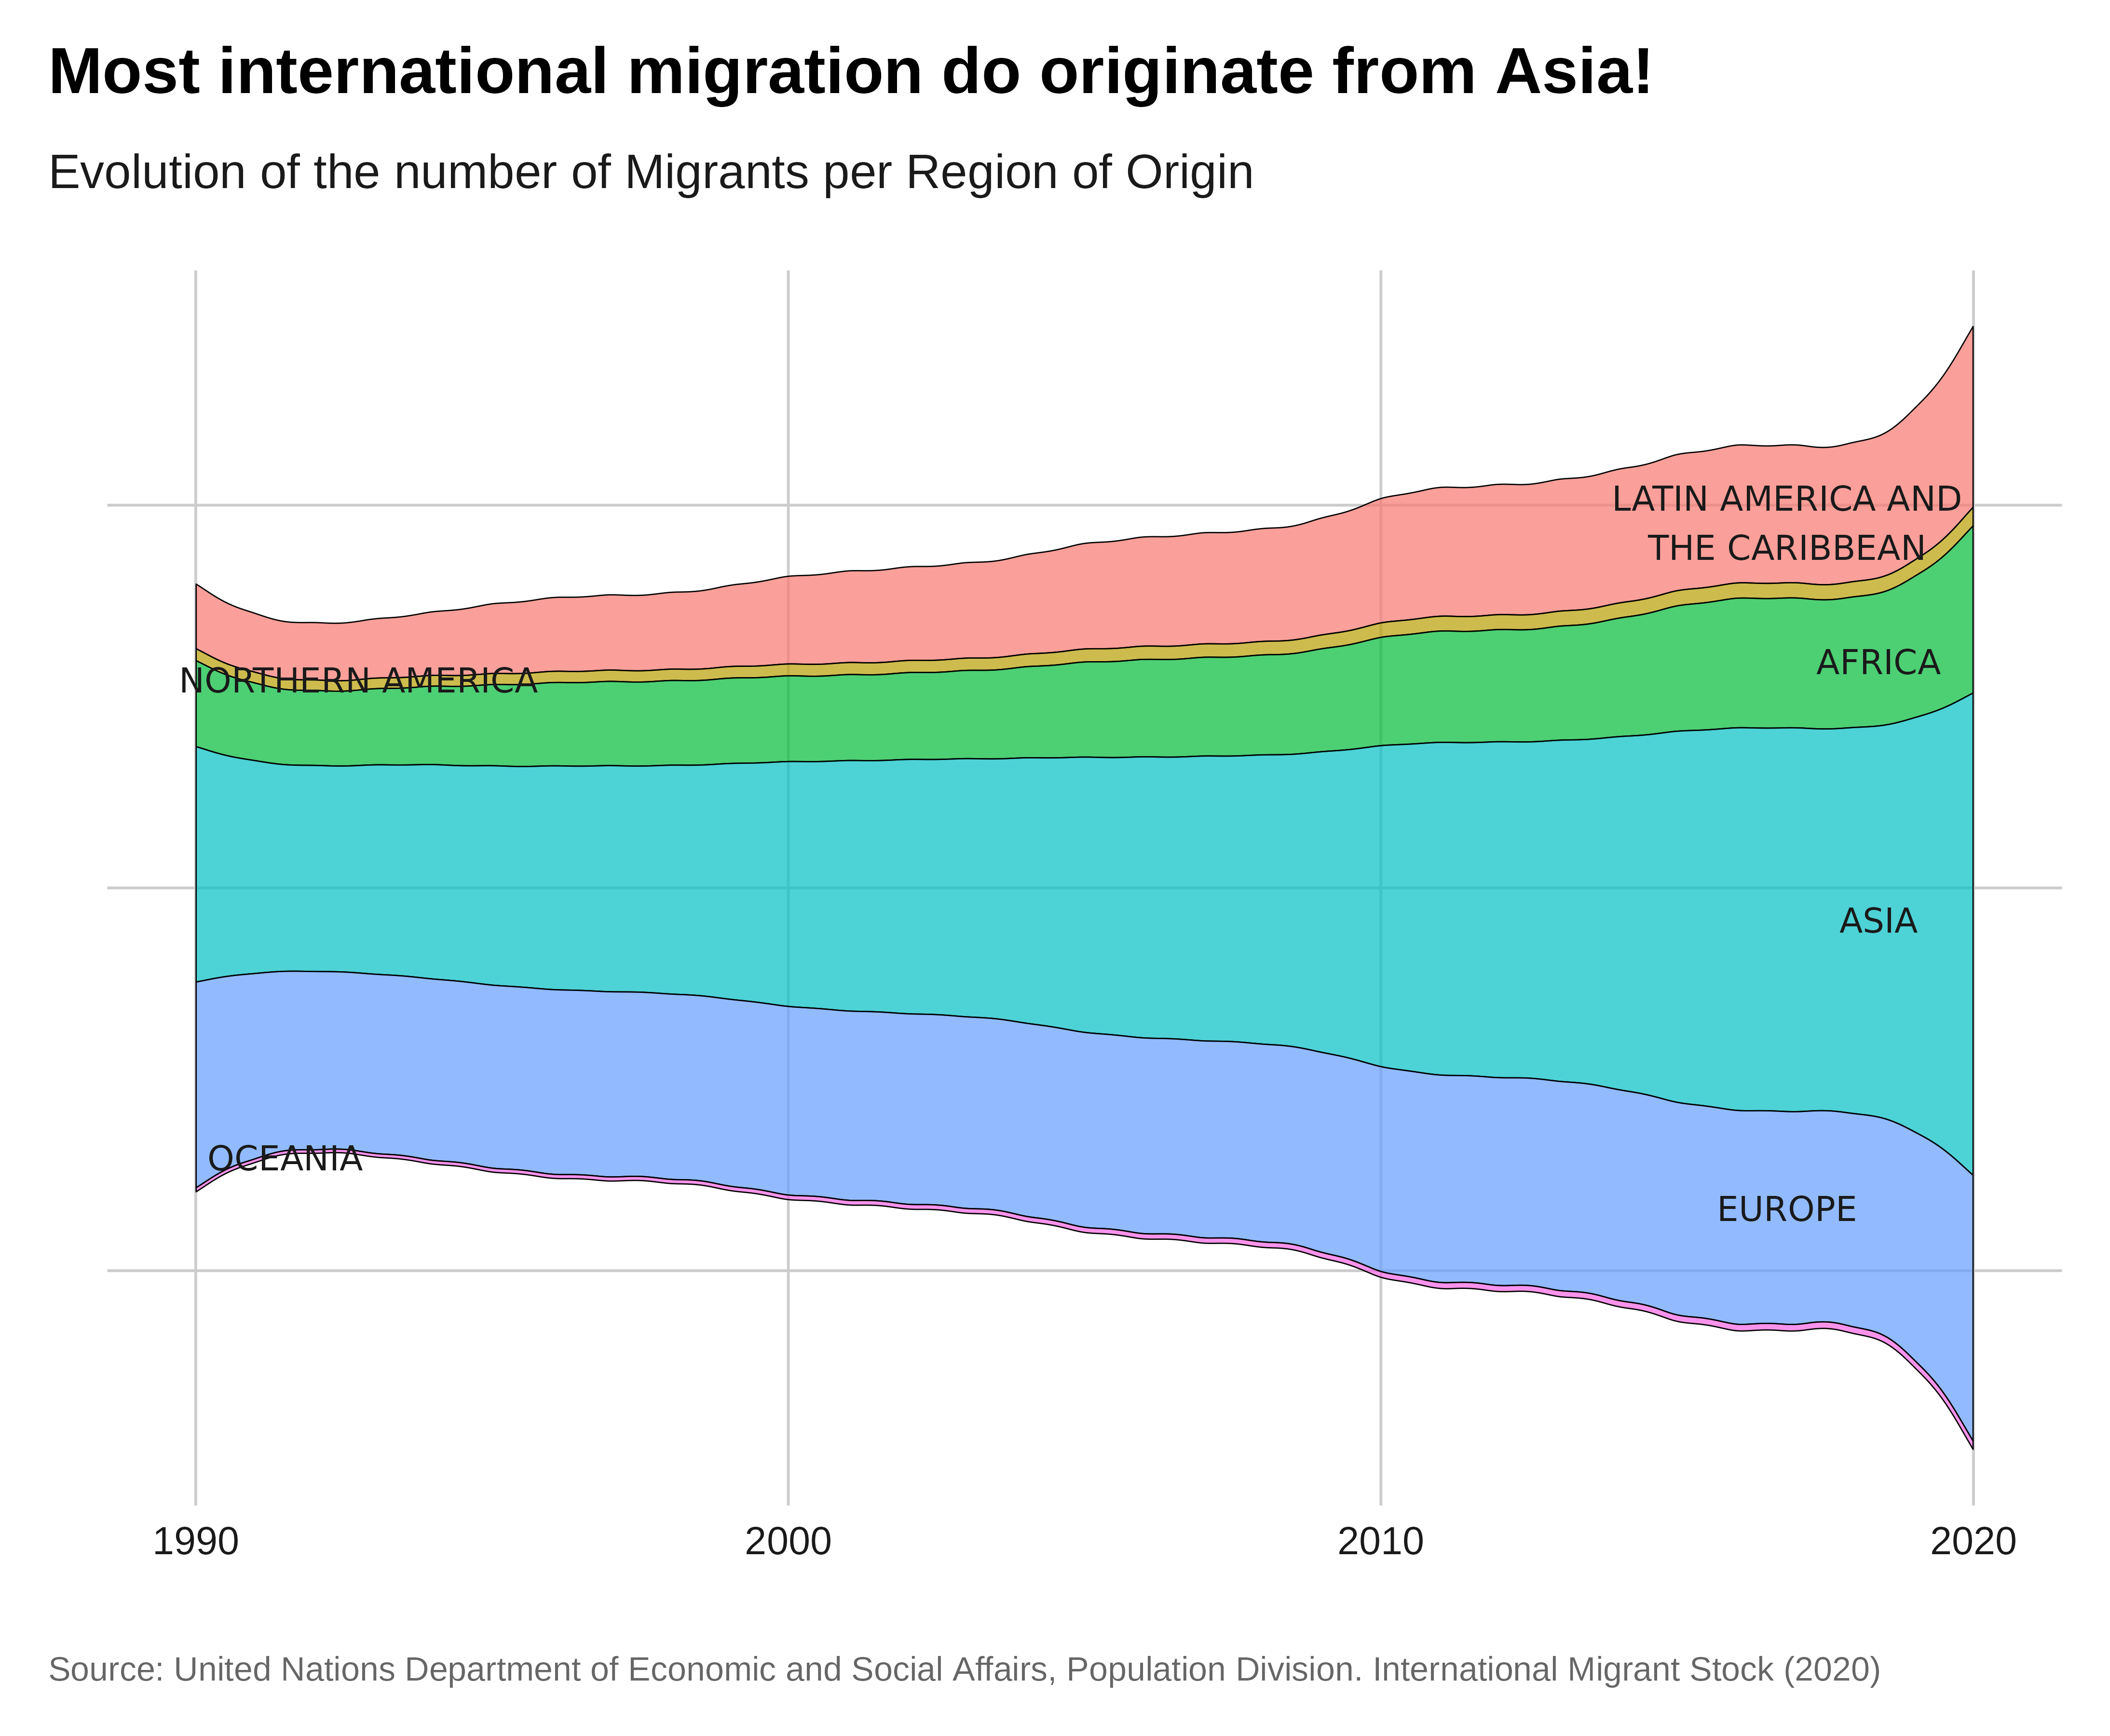 Most international migration do originate from Asia!
Evolution of the number of Migrants per Region of Origin
LATIN AMERICA AND
THE CARIBBEAN
AFRICA
NORTHERN AMERICA
ASIA
OCEANIA
EUROPE
1990 2000 2010 2020
Source: United Nations Department of Economic and Social Affairs, Population Division. International Migrant Stock (2020)